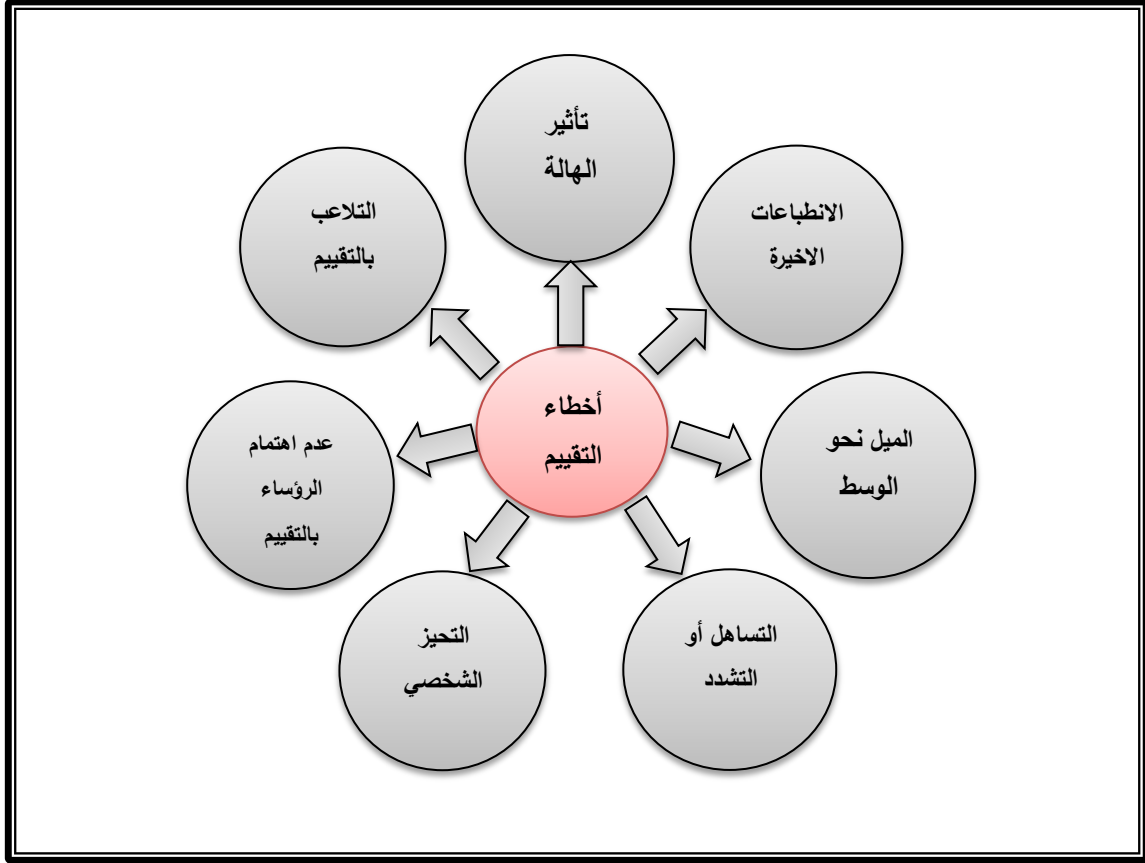 تأثير
الهالة
الانطباعات
الاخيرة
الميل نحو
الوسط
التساهل أو
التشدد
التحيز
الشخصي
عدم اهتمام
الرؤساء
بالتقييم
التلاعب
بالتقييم
أخطاء
التقييم